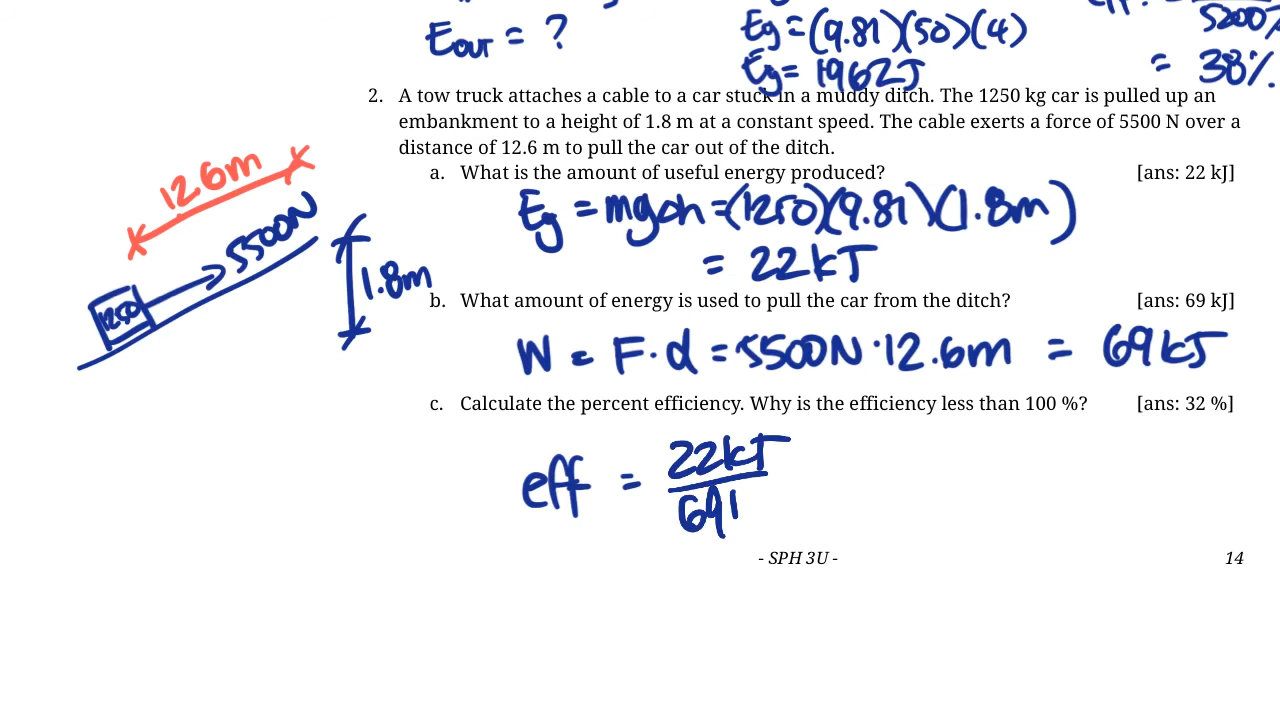 Eout = ?
Eg = (9.81)(50)(4)
Eg = 1962J
eff.
5200
= 38%.
2. A tow truck attaches a cable to a car stuck in a muddy ditch. The 1250 kg car is pulled up an
embankment to a height of 1.8 m at a constant speed. The cable exerts a force of 5500 N over a
distance of 12.6 m to pull the car out of the ditch.
12.6m
5500N
1250
1.8m
a. What is the amount of useful energy produced? [ans: 22 kJ]
Eg = mgΔh = (1250)(9.81)(1.8m)
= 22kJ
b. What amount of energy is used to pull the car from the ditch? [ans: 69 kJ]
W = F·d = 5500N·12.6m = 69kJ
c. Calculate the percent efficiency. Why is the efficiency less than 100 %? [ans: 32 %]
eff = 22kJ
69
- SPH 3U - 14